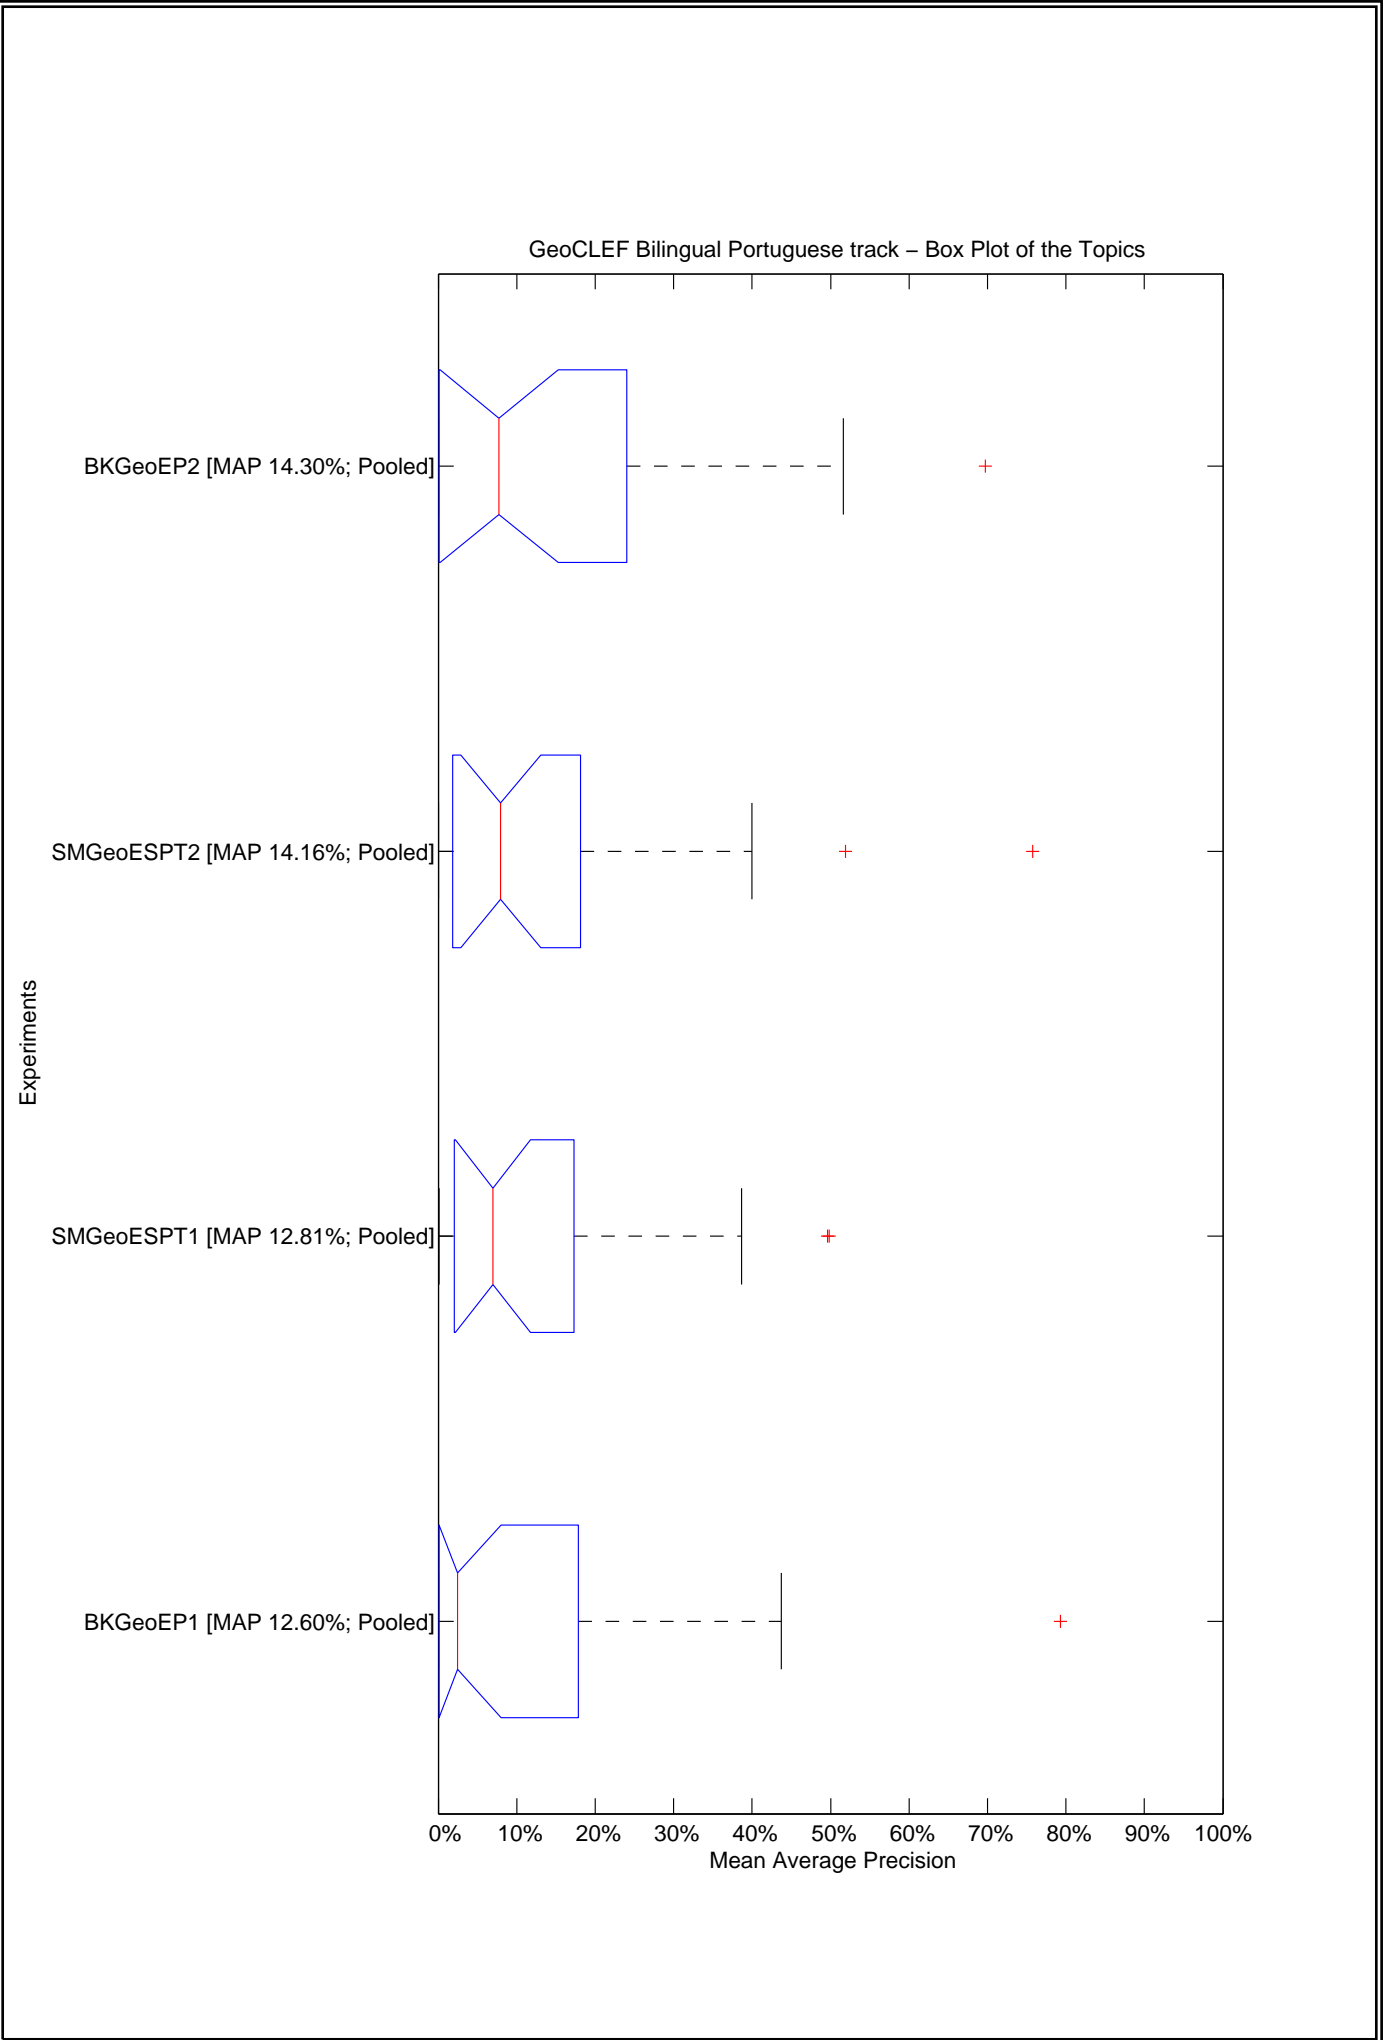 GeoCLEF Bilingual Portuguese track – Box Plot of the Topics
BKGeoEP2 [MAP 14.30%; Pooled]
SMGeoESPT2 [MAP 14.16%; Pooled]
Experiments
SMGeoESPT1 [MAP 12.81%; Pooled]
BKGeoEP1 [MAP 12.60%; Pooled]
0% 10% 20% 30% 40% 50% 60% 70% 80% 90% 100%
Mean Average Precision